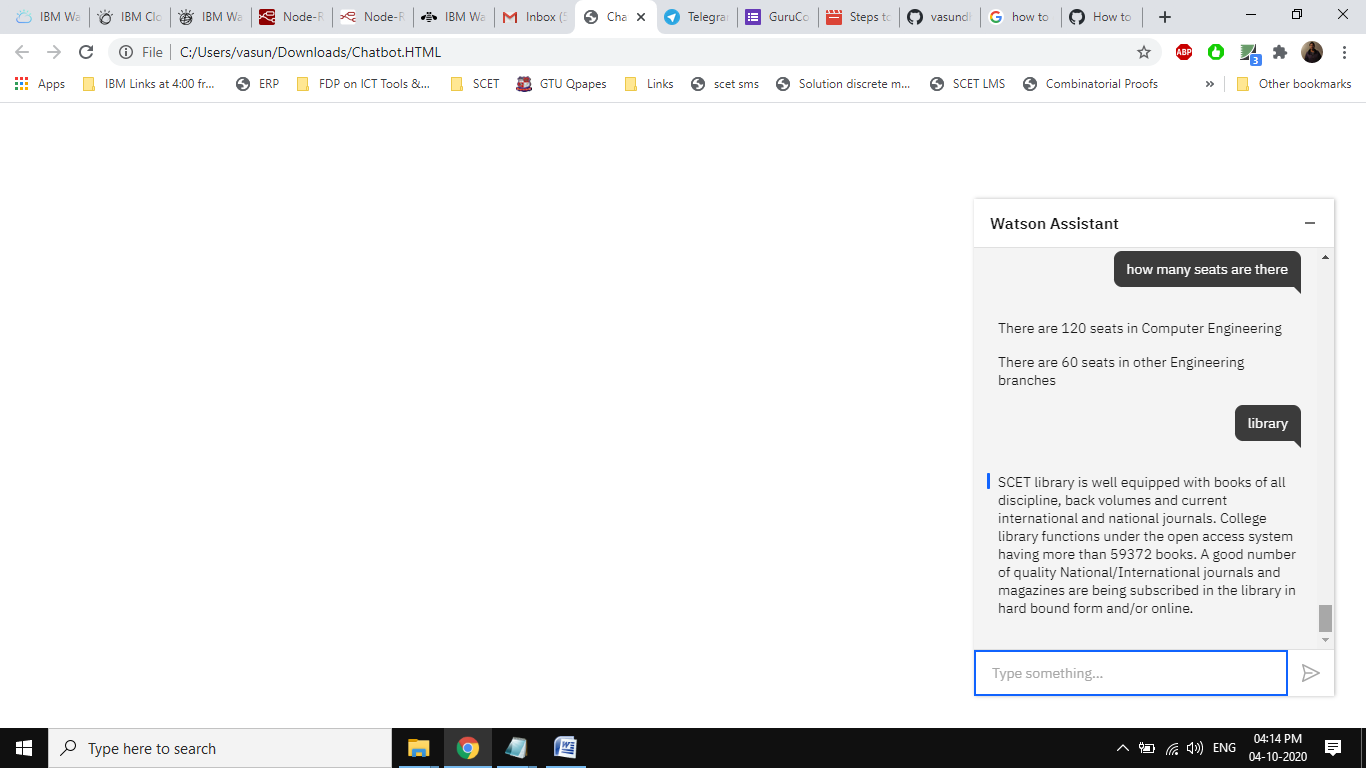 IBM Wa
IBM Clo
IBM Wa
Node-R
Node-R
IBM Wa
Inbox (5
Cha
Telegra
GuruCo
Steps to
vasundh
how to
How to
File
C:/Users/vasun/Downloads/Chatbot.HTML
ABP
3
Apps
IBM Links at 4:00 fr...
ERP
FDP on ICT Tools &...
SCET
GTU Qpapes
Links
scet sms
Solution discrete m...
SCET LMS
Combinatorial Proofs
»
Other bookmarks
Watson Assistant
how many seats are there
There are 120 seats in Computer Engineering
There are 60 seats in other Engineering
branches
library
SCET library is well equipped with books of all
discipline, back volumes and current
international and national journals. College
library functions under the open access system
having more than 59372 books. A good number
of quality National/International journals and
magazines are being subscribed in the library in
hard bound form and/or online.
Type something...
Type here to search
ENG
04:14 PM
04-10-2020